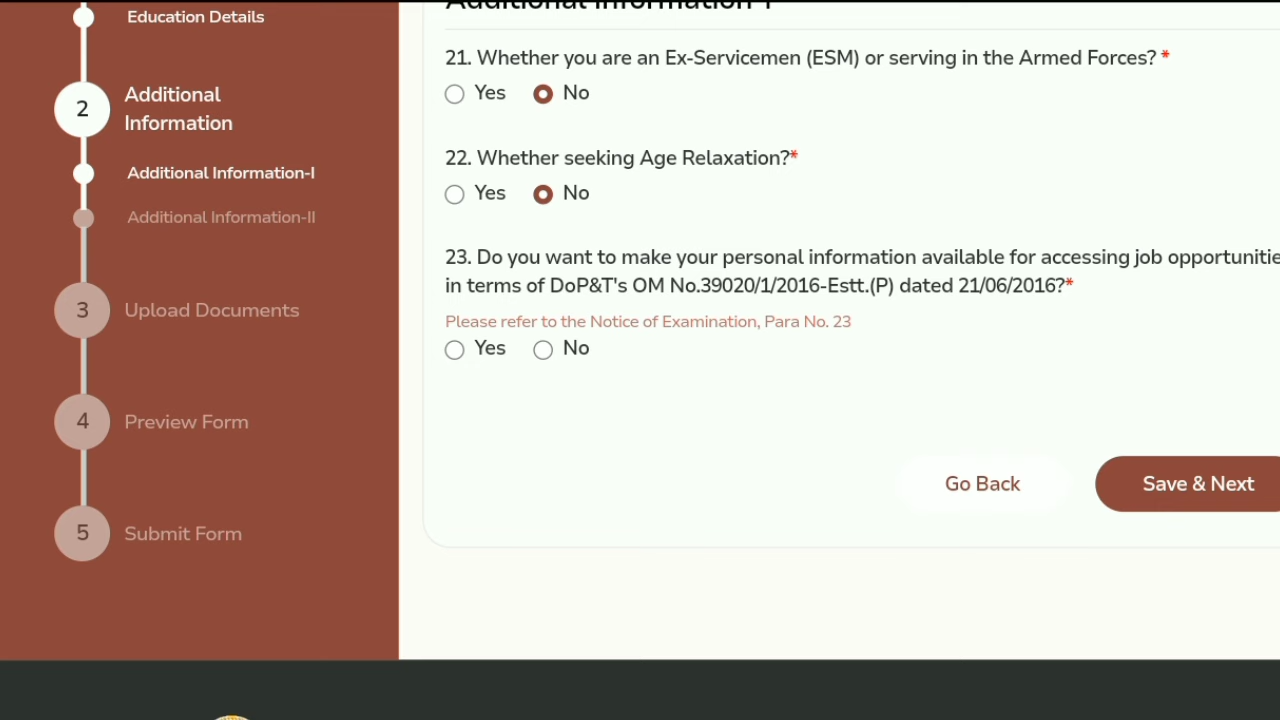 Education Details
2
Additional
Information
Additional Information-I
Additional Information-II
3
Upload Documents
4
Preview Form
5
Submit Form
Additional Information-I
21. Whether you are an Ex-Servicemen (ESM) or serving in the Armed Forces? *
Yes No
22. Whether seeking Age Relaxation?*
Yes No
23. Do you want to make your personal information available for accessing job opportunitie
in terms of DoP&T's OM No.39020/1/2016-Estt.(P) dated 21/06/2016?*
Please refer to the Notice of Examination, Para No. 23
Yes No
Go Back
Save & Next